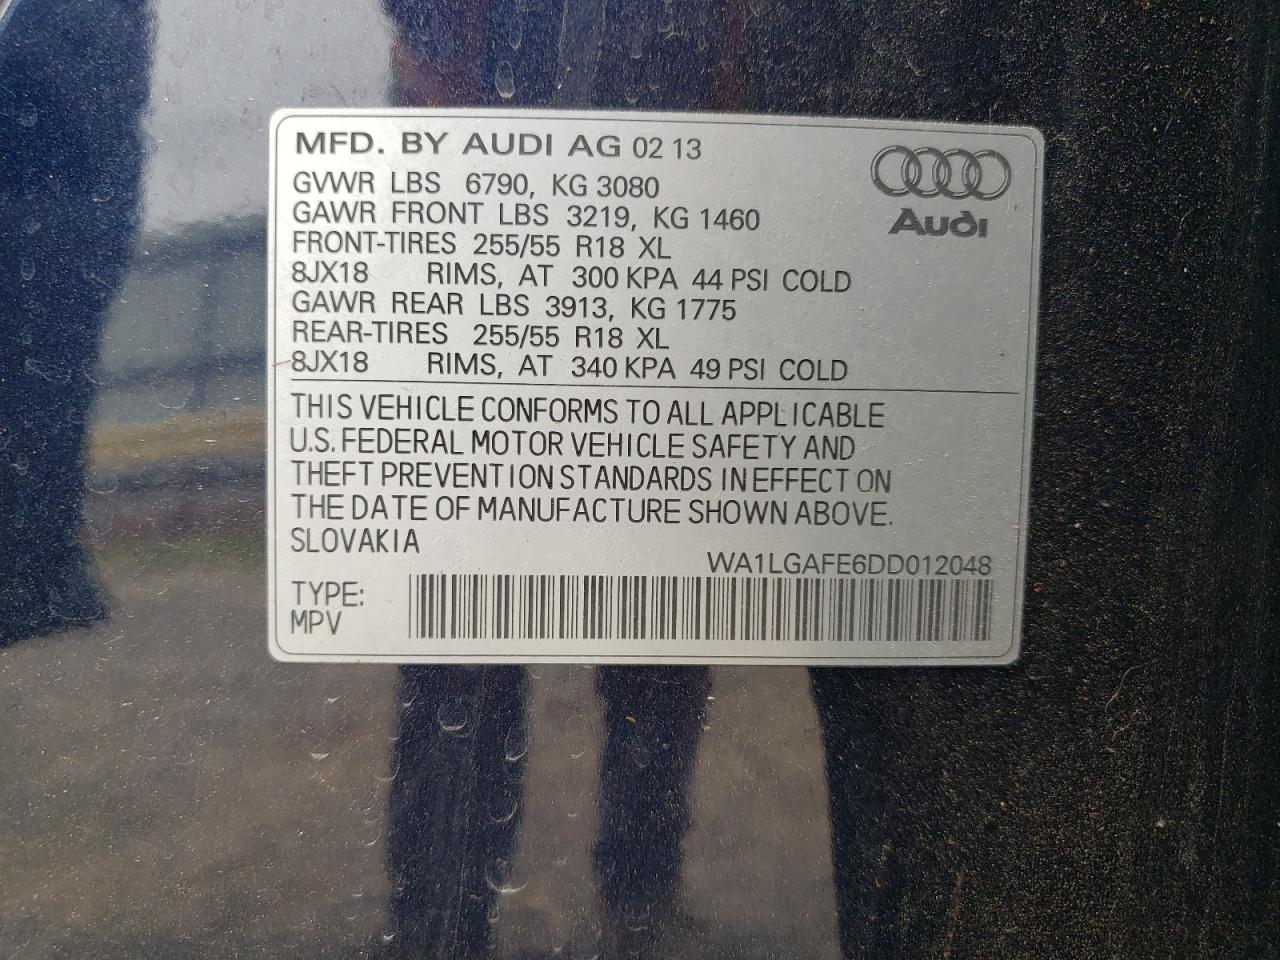 MFD. BY AUDI AG 02 13
GVWR LBS 6790, KG 3080
GAWR FRONT LBS 3219, KG 1460
FRONT-TIRES 255/55 R18 XL
8JX18 RIMS, AT 300 KPA 44 PSI COLD
GAWR REAR LBS 3913, KG 1775
REAR-TIRES 255/55 R18 XL
8JX18 RIMS, AT 340 KPA 49 PSI COLD
Audi
THIS VEHICLE CONFORMS TO ALL APPLICABLE
U.S. FEDERAL MOTOR VEHICLE SAFETY AND
THEFT PREVENTION STANDARDS IN EFFECT ON
THE DATE OF MANUFACTURE SHOWN ABOVE.
SLOVAKIA
WA1LGAFE6DD012048
TYPE:
MPV